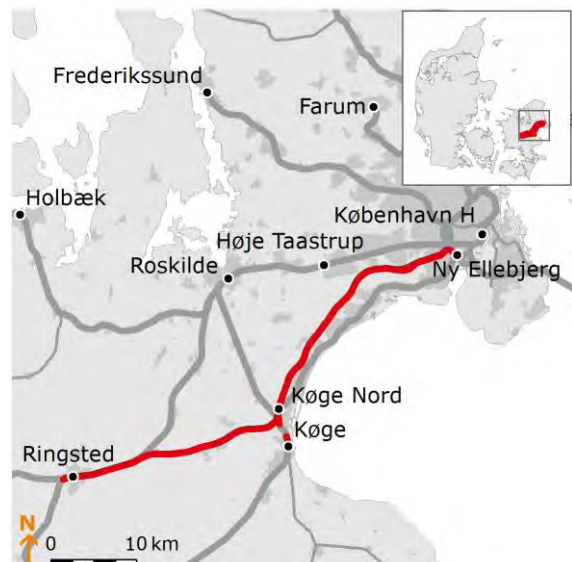 Frederikssund
Farum
Holbæk
København H
Høje Taastrup
Roskilde
Ny Ellebjerg
Køge Nord
Køge
Ringsted
N
0 10 km